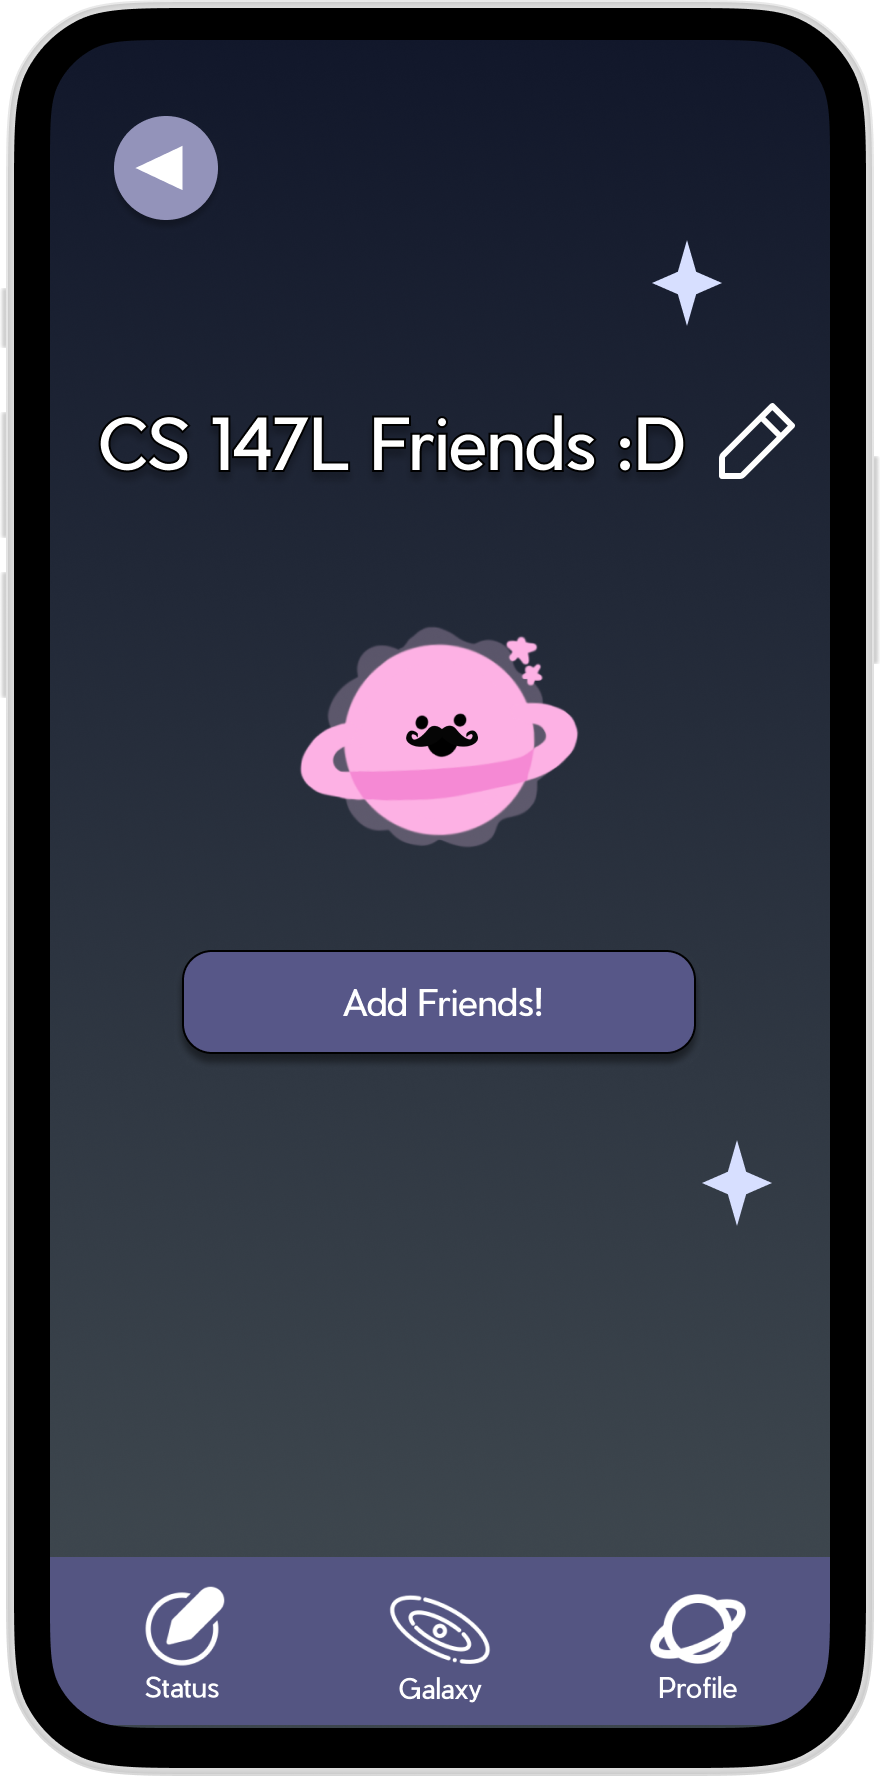 CS 147L Friends :D
Add Friends!
Status
Galaxy
Profile